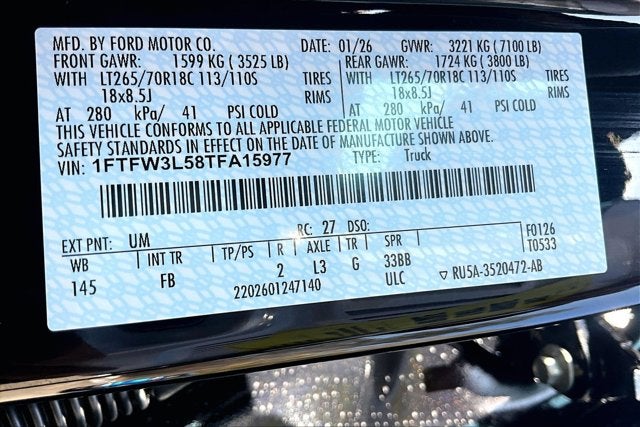 MFD. BY FORD MOTOR CO. DATE: 01/26 GVWR: 3221 KG (7100 LB)
FRONT GAWR: 1599 KG (3525 LB) REAR GAWR: 1724 KG (3800 LB)
WITH LT265/70R18C 113/110S TIRES WITH LT265/70R18C 113/110S TIRES
18x8.5J RIMS 18x8.5J RIMS
AT 280 kPa/ 41 PSI COLD AT 280 kPa/ 41 PSI COLD
THIS VEHICLE CONFORMS TO ALL APPLICABLE FEDERAL MOTOR VEHICLE
SAFETY STANDARDS IN EFFECT ON THE DATE OF MANUFACTURE SHOWN ABOVE.
VIN: 1FTFW3L58TFA15977 TYPE: Truck
EXT PNT: UM RC: 27 DSO:
WB INT TR TP/PS R AXLE TR SPR F0126
T0533
145 FB 2 L3 G 33BB
2202601247140 ULC ▽ RU5A-3520472-AB